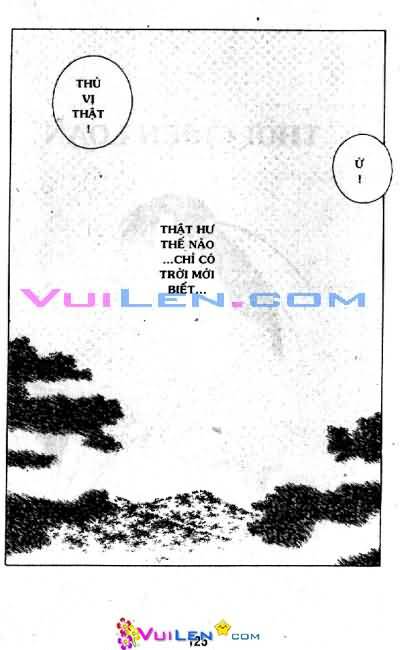 THÚ
VỊ
THẬT
!
Ừ
!
THẬT HƯ
THẾ NÀO
...CHỈ CÓ
TRỜI MỚI
BIẾT...
VUILEN.COM
VUILEN.COM
125